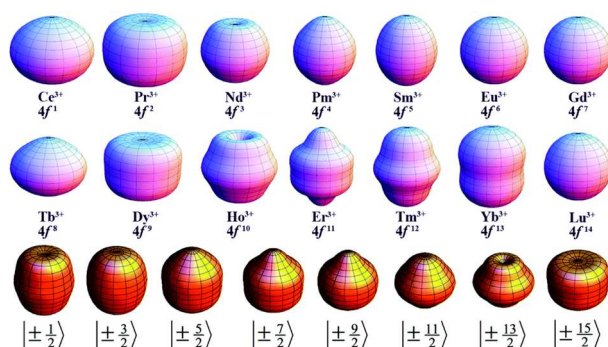 Ce³⁺ Pr³⁺ Nd³⁺ Pm³⁺ Sm³⁺ Eu³⁺ Gd³⁺
4f¹ 4f² 4f³ 4f⁴ 4f⁵ 4f⁶ 4f⁷
Tb³⁺ Dy³⁺ Ho³⁺ Er³⁺ Tm³⁺ Yb³⁺ Lu³⁺
4f⁸ 4f⁹ 4f¹⁰ 4f¹¹ 4f¹² 4f¹³ 4f¹⁴
|± 1/2⟩ |± 3/2⟩ |± 5/2⟩ |± 7/2⟩ |± 9/2⟩ |± 11/2⟩ |± 13/2⟩ |± 15/2⟩